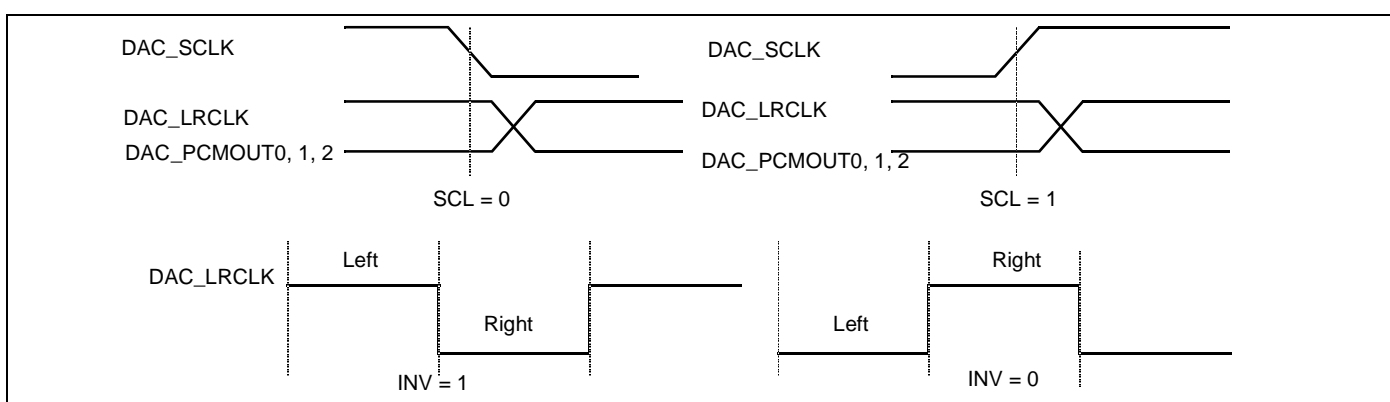 DAC_SCLK
DAC_LRCLK
DAC_PCMOUT0, 1, 2
SCL = 0
DAC_SCLK
DAC_LRCLK
DAC_PCMOUT0, 1, 2
SCL = 1
DAC_LRCLK
Left
Right
INV = 1
Left
Right
INV = 0